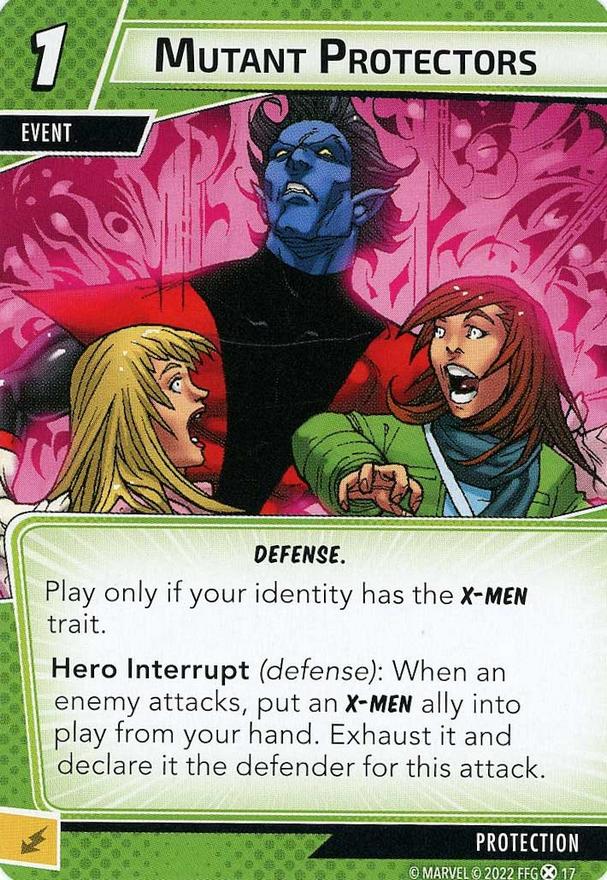 1
MUTANT PROTECTORS
EVENT
DEFENSE.
Play only if your identity has the X-MEN
trait.
Hero Interrupt (defense): When an
enemy attacks, put an X-MEN ally into
play from your hand. Exhaust it and
declare it the defender for this attack.
PROTECTION
© MARVEL © 2022 FFG 17